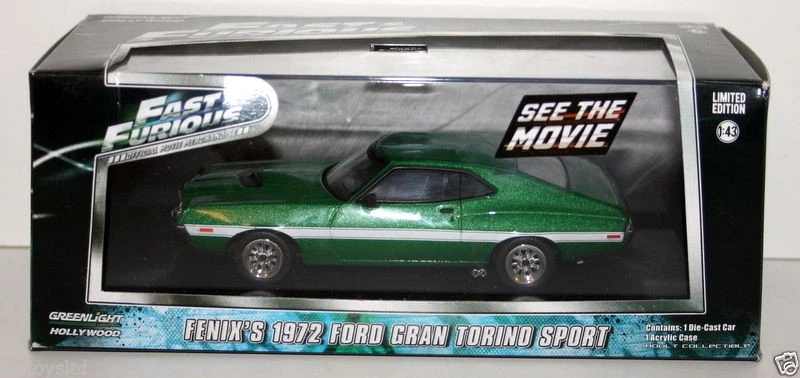 FAST &
FURIOUS
OFFICIAL MOVIE MERCHANDISE
SEE THE
MOVIE
LIMITED
EDITION
1:43
GREENLIGHT
HOLLYWOOD
FENIX'S 1972 FORD GRAN TORINO SPORT
Contains: 1 Die-Cast Car
1 Acrylic Case
ADULT COLLECTIBLE